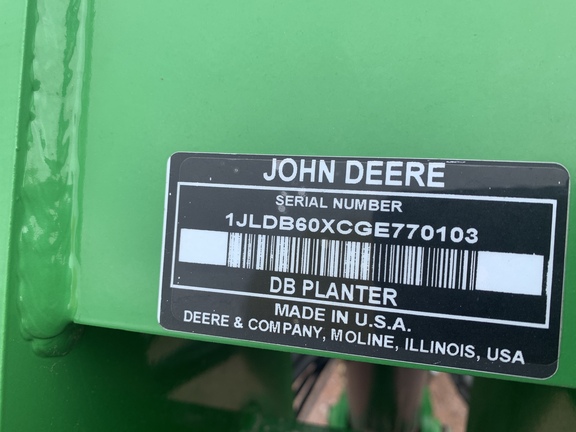 JOHN DEERE
SERIAL NUMBER
1JLDB60XCGE770103
DB PLANTER
MADE IN U.S.A.
DEERE & COMPANY, MOLINE, ILLINOIS, USA